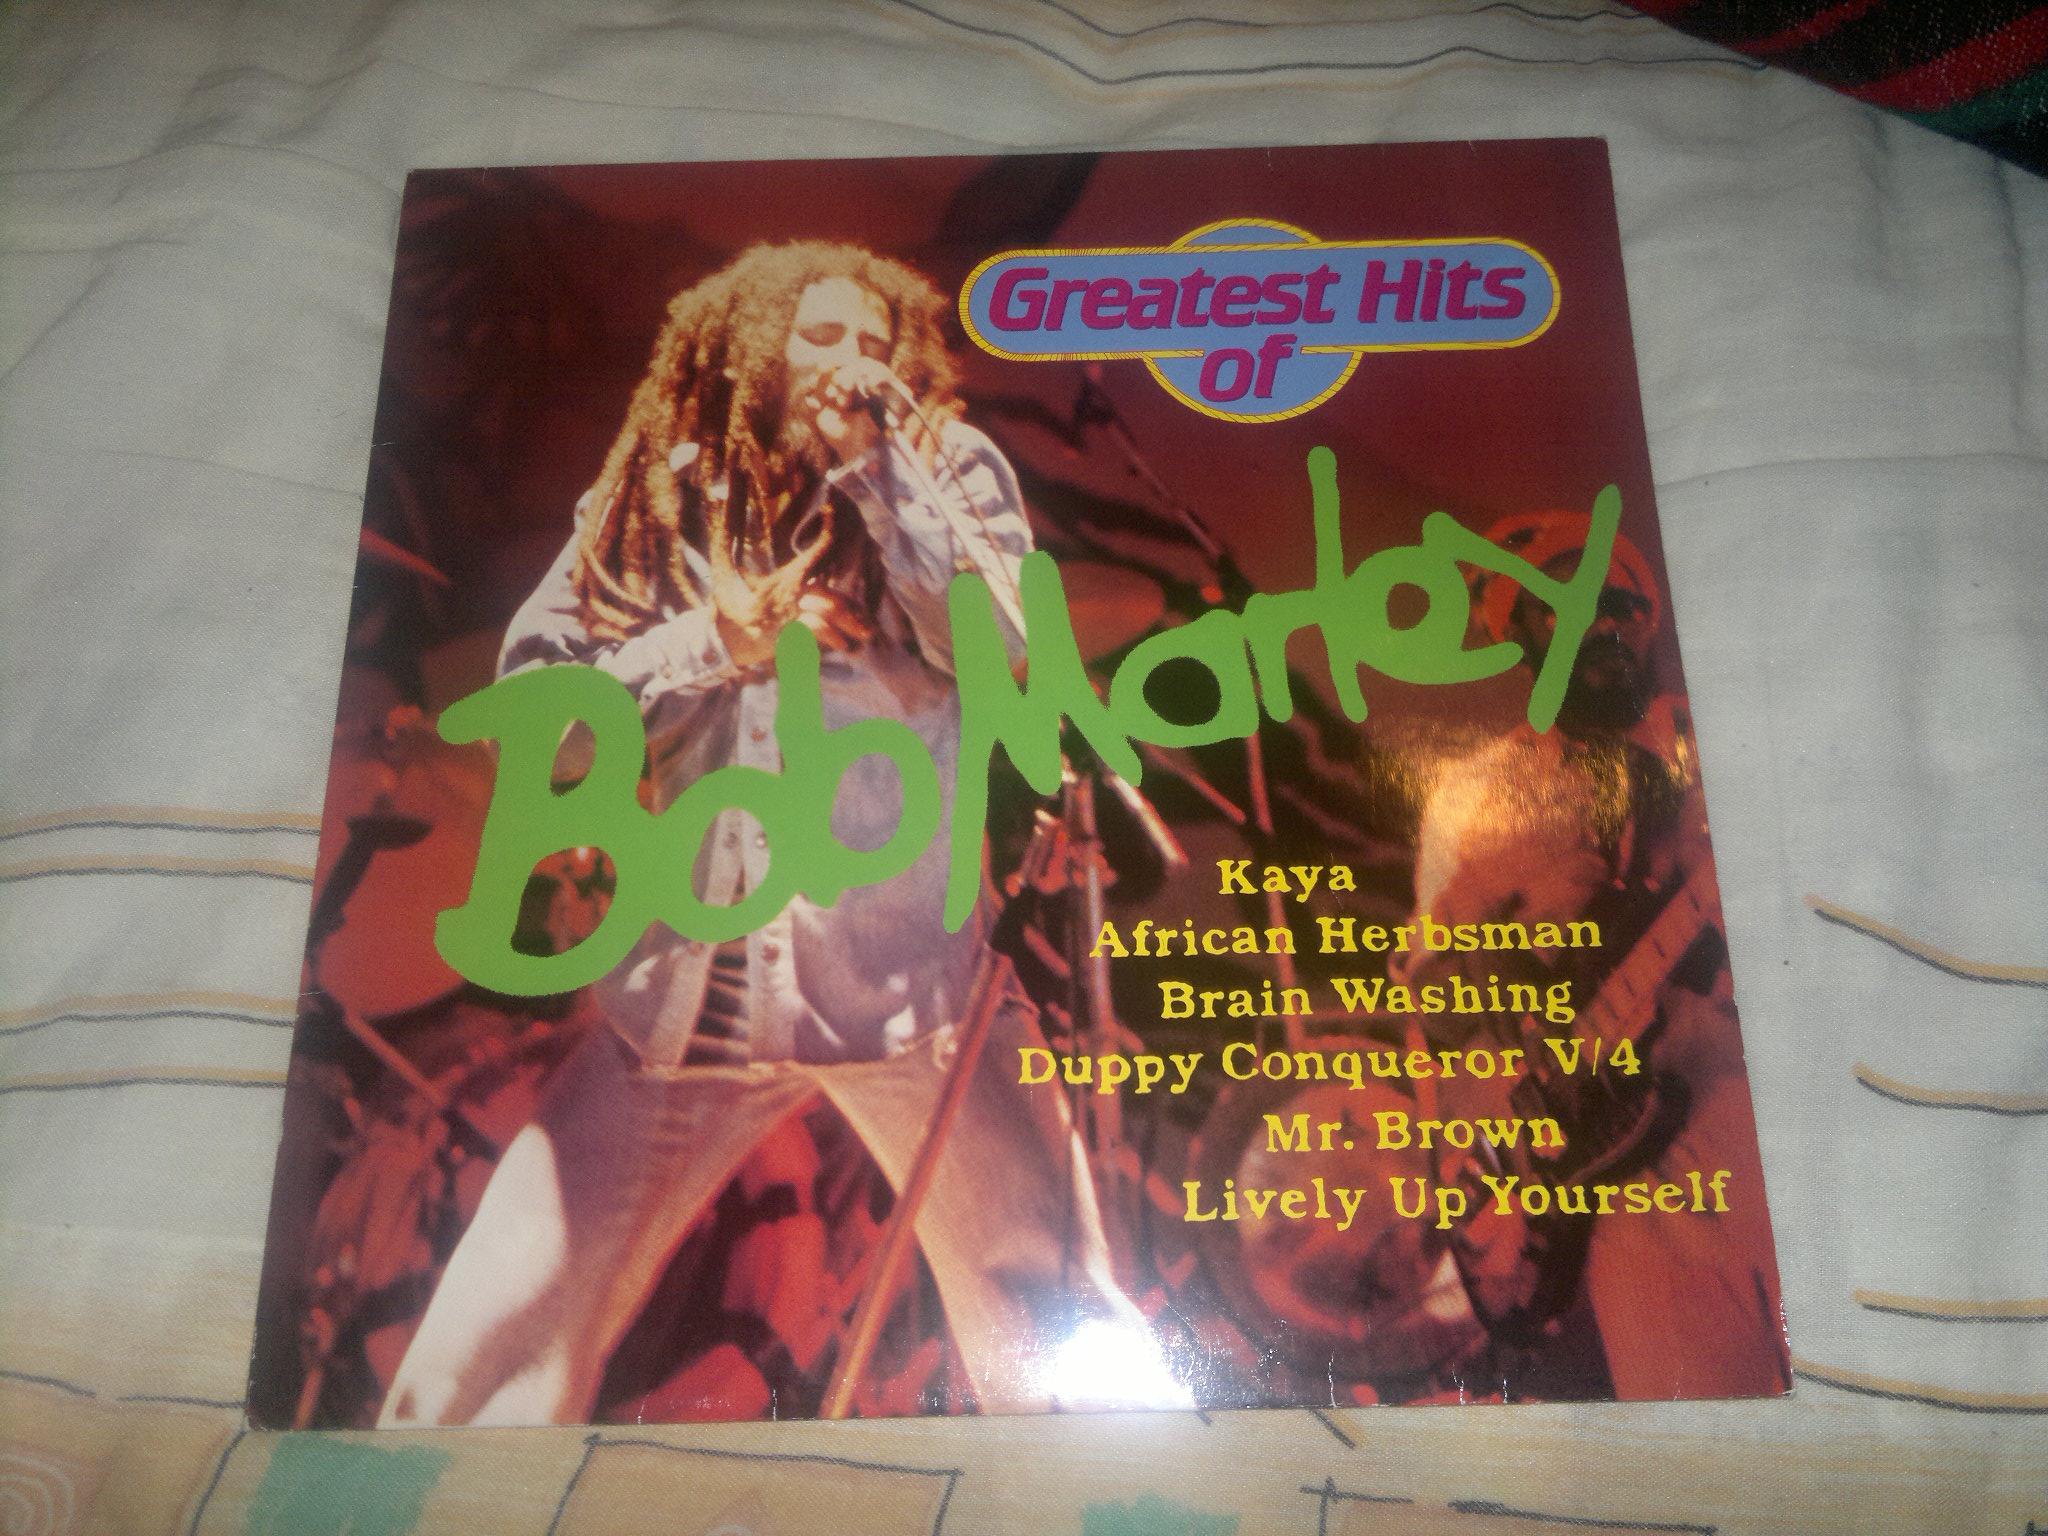 Greatest Hits
of
Bob Marley
Kaya
African Herbsman
Brain Washing
Duppy Conqueror V/4
Mr. Brown
Lively Up Yourself